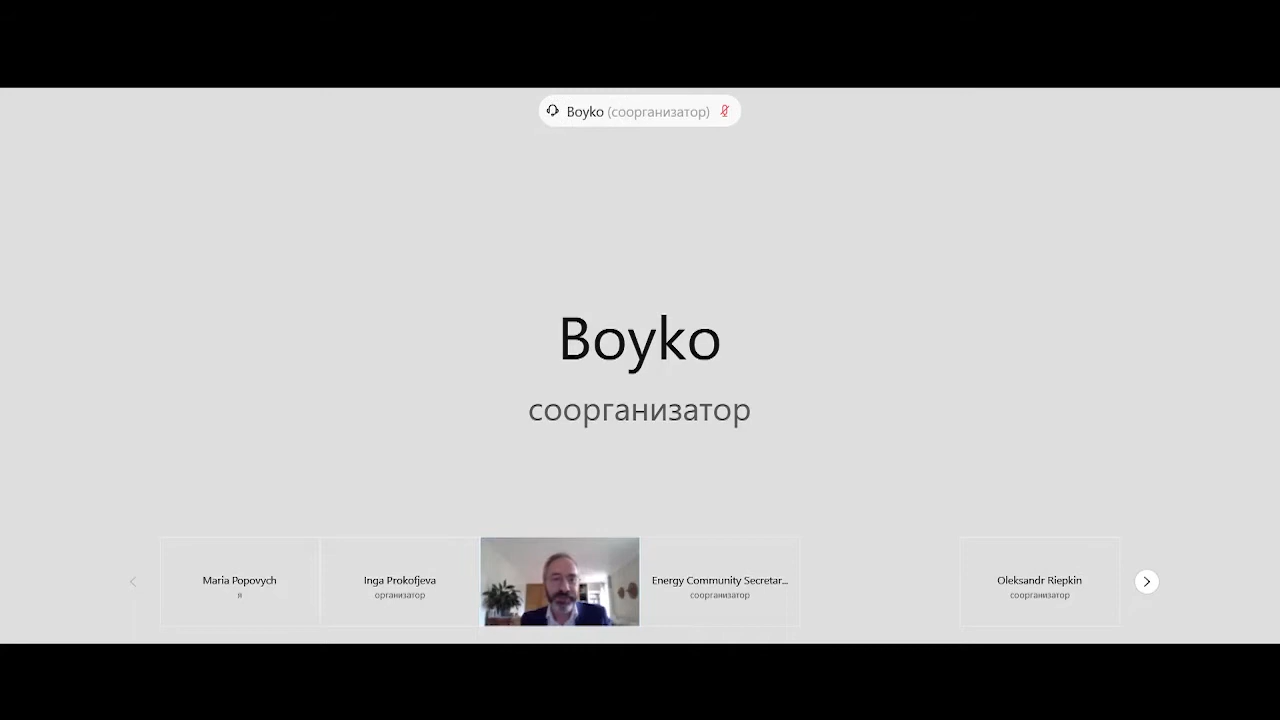 Boyko (соорганизатор)
Boyko
соорганизатор
Maria Popovych
я
Inga Prokofjeva
организатор
Energy Community Secretar...
соорганизатор
Oleksandr Riepkin
соорганизатор